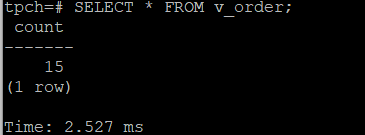 tpch=# SELECT * FROM v_order;
 count
-------
    15
(1 row)

Time: 2.527 ms